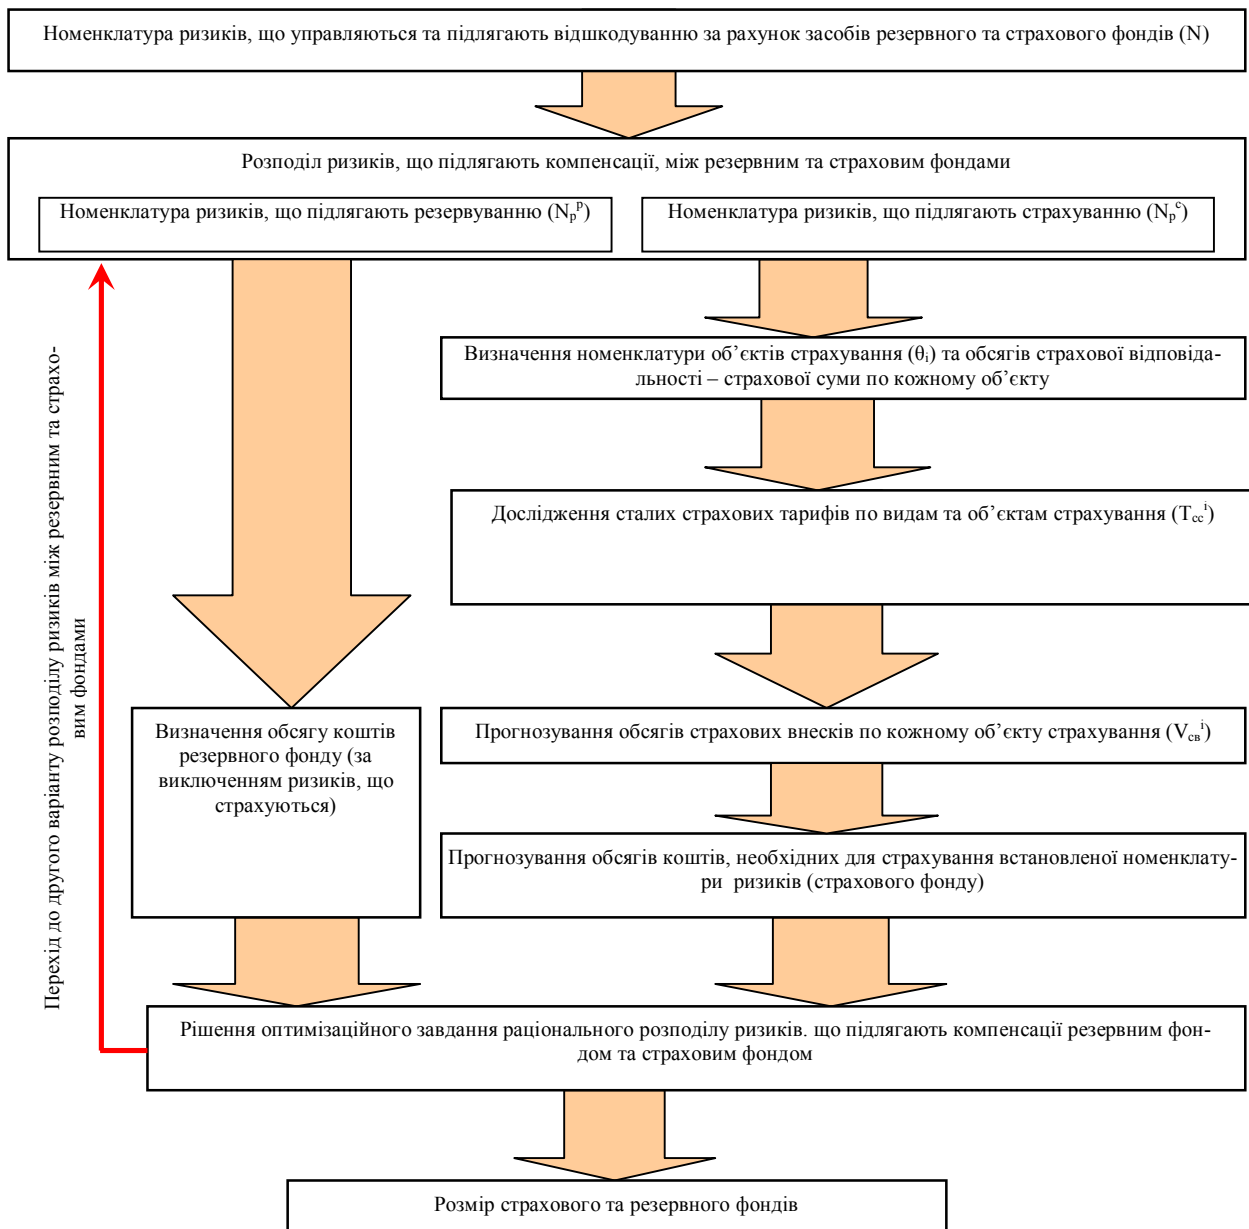 Номенклатура ризиків, що управляються та підлягають відшкодуванню за рахунок засобів резервного та страхового фондів (N)
Розподіл ризиків, що підлягають компенсації, між резервним та страховим фондами
Номенклатура ризиків, що підлягають резервуванню (Nₚᵖ)
Номенклатура ризиків, що підлягають страхуванню (Nₚᶜ)
Визначення номенклатури об’єктів страхування (θᵢ) та обсягів страхової відповіда-
льності – страхової суми по кожному об’єкту
Дослідження сталих страхових тарифів по видам та об’єктам страхування (Tccⁱ)
Перехід до другого варіанту розподілу ризиків між резервним та страхо-
вим фондами
Визначення обсягу коштів
резервного фонду (за
виключенням ризиків, що
страхуються)
Прогнозування обсягів страхових внесків по кожному об’єкту страхування (Vсвⁱ)
Прогнозування обсягів коштів, необхідних для страхування встановленої номенклату-
ри ризиків (страхового фонду)
Рішення оптимізаційного завдання раціонального розподілу ризиків. що підлягають компенсації резервним фон-
дом та страховим фондом
Розмір страхового та резервного фондів